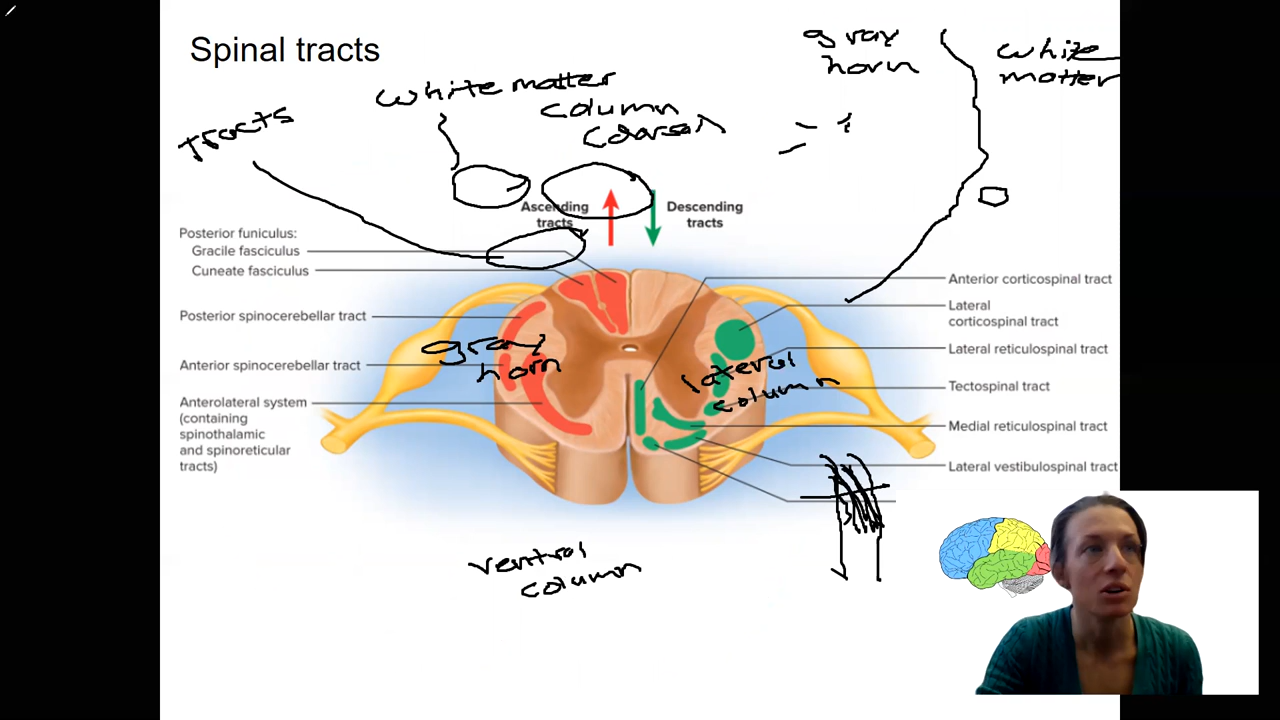 Spinal tracts
gray
horn
white
matter
white matter
column
(dorsal)
tracts
Ascending
tracts
Descending
tracts
Posterior funiculus:
Gracile fasciculus
Cuneate fasciculus
Posterior spinocerebellar tract
Anterior spinocerebellar tract
Anterolateral system
(containing
spinothalamic
and spinoreticular
tracts)
gray
horn
lateral
column
Anterior corticospinal tract
Lateral
corticospinal tract
Lateral reticulospinal tract
Tectospinal tract
Medial reticulospinal tract
Lateral vestibulospinal tract
ventral
column